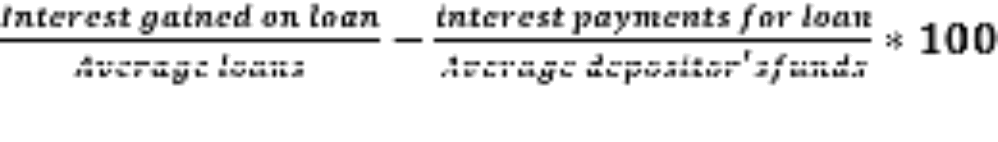 Interest gained on loan − interest payments for loan * 100
Average loans Average depositor'sfunds